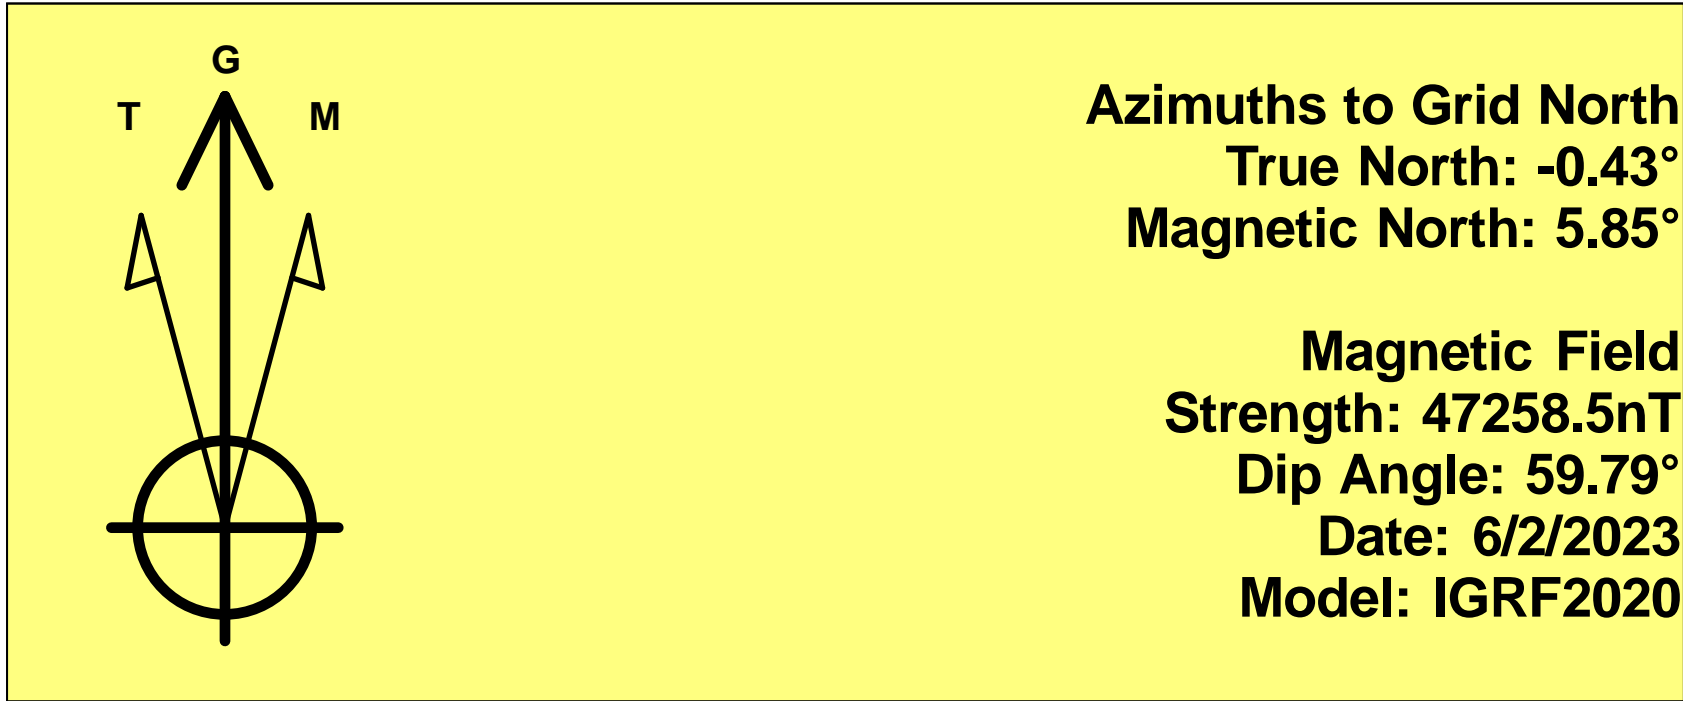 G
T
M
Azimuths to Grid North
True North: -0.43°
Magnetic North: 5.85°
Magnetic Field
Strength: 47258.5nT
Dip Angle: 59.79°
Date: 6/2/2023
Model: IGRF2020